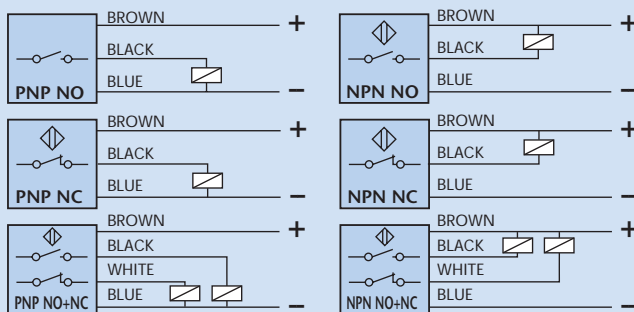 BROWN +
BLACK
BLUE
PNP NO −
BROWN +
BLACK
BLUE
NPN NO −
BROWN +
BLACK
BLUE
PNP NC −
BROWN +
BLACK
BLUE
NPN NC −
BROWN +
BLACK
WHITE
BLUE
PNP NO+NC −
BROWN +
BLACK
WHITE
BLUE
NPN NO+NC −